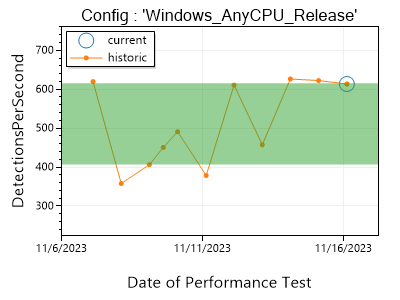 Config : 'Windows_AnyCPU_Release'
current
historic
DetectionsPerSecond
700
600
500
400
300
11/6/2023
11/11/2023
11/16/2023
Date of Performance Test